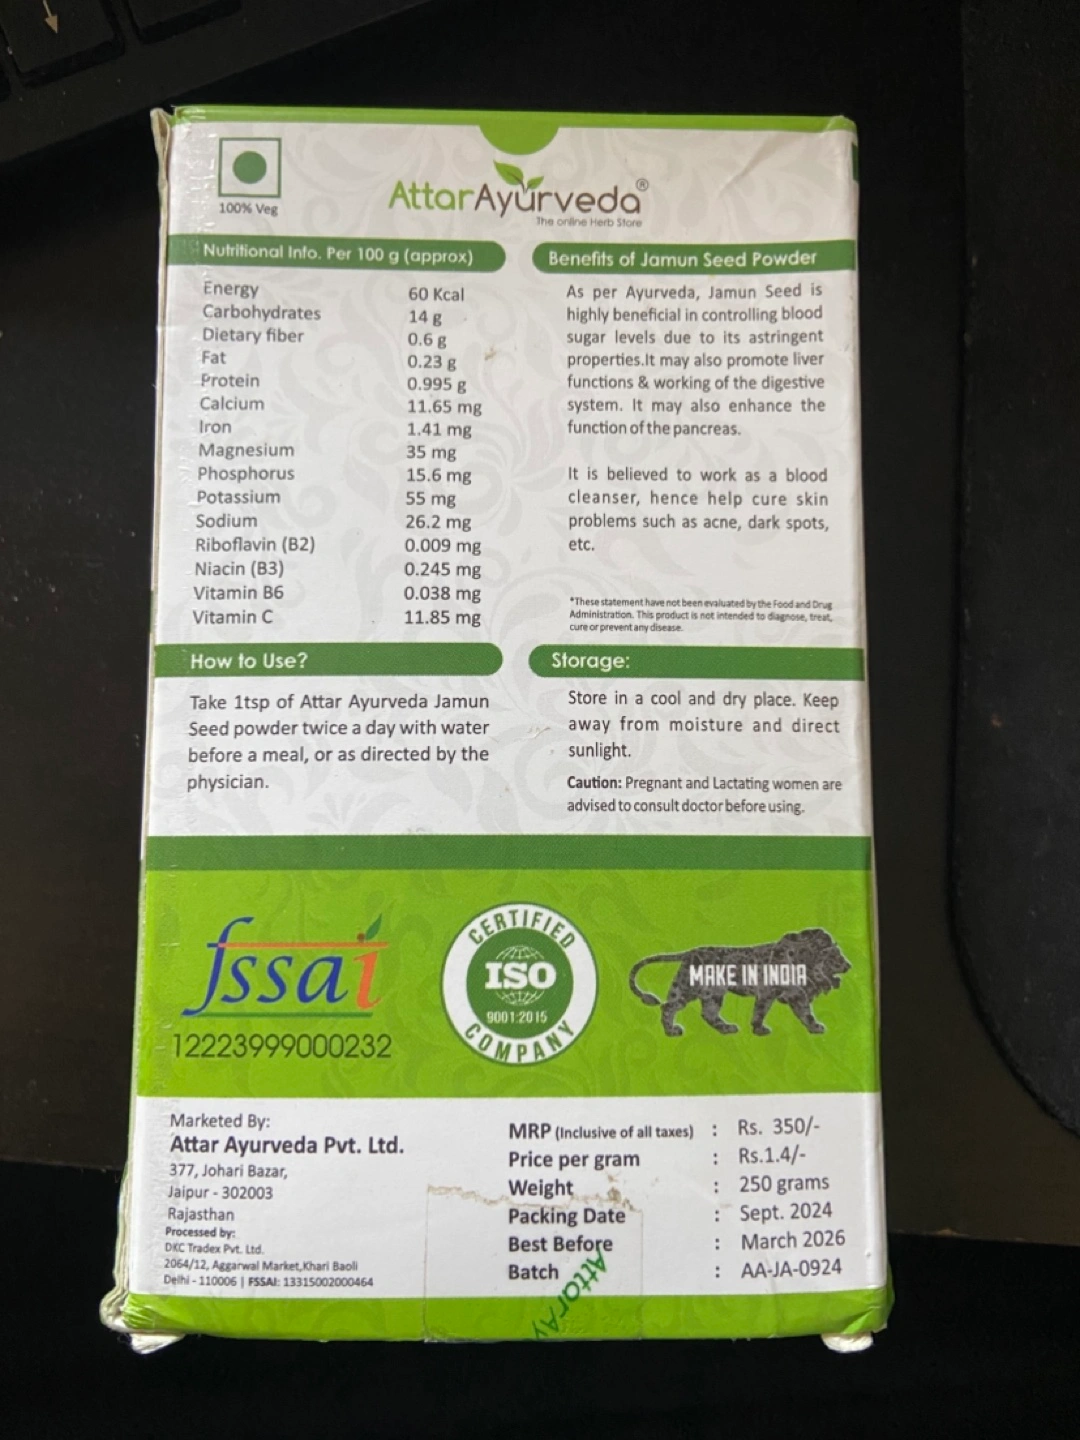 100% Veg
AttarAyurveda®
The online Herb Store
Nutritional Info. Per 100 g (approx)
Energy 60 Kcal
Carbohydrates 14 g
Dietary fiber 0.6 g
Fat 0.23 g
Protein 0.995 g
Calcium 11.65 mg
Iron 1.41 mg
Magnesium 35 mg
Phosphorus 15.6 mg
Potassium 55 mg
Sodium 26.2 mg
Riboflavin (B2) 0.009 mg
Niacin (B3) 0.245 mg
Vitamin B6 0.038 mg
Vitamin C 11.85 mg
Benefits of Jamun Seed Powder
As per Ayurveda, Jamun Seed is
highly beneficial in controlling blood
sugar levels due to its astringent
properties.It may also promote liver
functions & working of the digestive
system. It may also enhance the
function of the pancreas.
It is believed to work as a blood
cleanser, hence help cure skin
problems such as acne, dark spots,
etc.
*These statement have not been evaluated by the Food and Drug
Administration. This product is not intended to diagnose, treat,
cure or prevent any disease.
How to Use?
Take 1tsp of Attar Ayurveda Jamun
Seed powder twice a day with water
before a meal, or as directed by the
physician.
Storage:
Store in a cool and dry place. Keep
away from moisture and direct
sunlight.
Caution: Pregnant and Lactating women are
advised to consult doctor before using.
fssai
12223999000232
CERTIFIED
ISO
9001:2015
COMPANY
MAKE IN INDIA
Marketed By:
Attar Ayurveda Pvt. Ltd.
377, Johari Bazar,
Jaipur - 302003
Rajasthan
Processed by:
DKC Tradex Pvt. Ltd.
2064/12, Aggarwal Market,Khari Baoli
Delhi - 110006 | FSSAI: 13315002000464
MRP (Inclusive of all taxes) : Rs. 350/-
Price per gram : Rs.1.4/-
Weight : 250 grams
Packing Date : Sept. 2024
Best Before : March 2026
Batch : AA-JA-0924
AttarAy